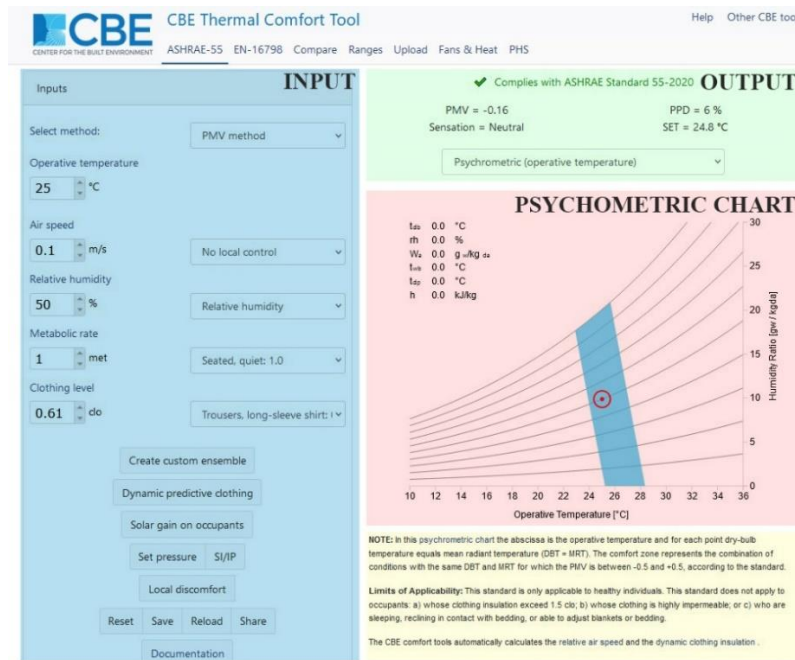 CBE
CENTER FOR THE BUILT ENVIRONMENT
CBE Thermal Comfort Tool
Help Other CBE too
ASHRAE-55 EN-16798 Compare Ranges Upload Fans & Heat PHS
Inputs
INPUT
Select method:
PMV method
Operative temperature
25 °C
Air speed
0.1 m/s
No local control
Relative humidity
50 %
Relative humidity
Metabolic rate
1 met
Seated, quiet: 1.0
Clothing level
0.61 clo
Trousers, long-sleeve shirt:
Create custom ensemble
Dynamic predictive clothing
Solar gain on occupants
Set pressure SI/IP
Local discomfort
Reset Save Reload Share
Documentation
✔ Complies with ASHRAE Standard 55-2020
OUTPUT
PMV = -0.16 PPD = 6 %
Sensation = Neutral SET = 24.8 °C
Psychrometric (operative temperature)
PSYCHOMETRIC CHART
tdb 0.0 °C
rh 0.0 %
Wa 0.0 g w/kg da
twb 0.0 °C
tdp 0.0 °C
h 0.0 kJ/kg
30
25
20
15
10
5
0
Humidity Ratio [gw / kgda]
10 12 14 16 18 20 22 24 26 28 30 32 34 36
Operative Temperature [°C]
NOTE: In this psychrometric chart the abscissa is the operative temperature and for each point dry-bulb
temperature equals mean radiant temperature (DBT = MRT). The comfort zone represents the combination of
conditions with the same DBT and MRT for which the PMV is between -0.5 and +0.5, according to the standard.
Limits of Applicability: This standard is only applicable to healthy individuals. This standard does not apply to
occupants: a) whose clothing insulation exceed 1.5 clo; b) whose clothing is highly impermeable; or c) who are
sleeping, reclining in contact with bedding, or able to adjust blankets or bedding.
The CBE comfort tools automatically calculates the relative air speed and the dynamic clothing insulation .